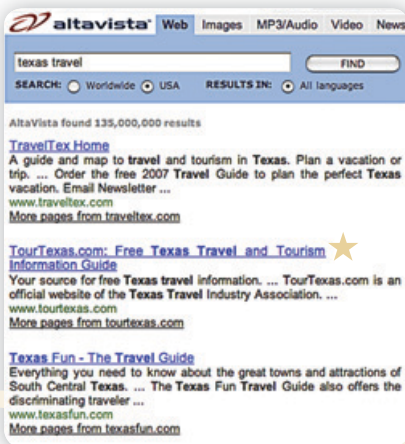 altavista Web Images MP3/Audio Video News
texas travel FIND
SEARCH: Worldwide USA RESULTS IN: All languages
AltaVista found 135,000,000 results
TravelTex Home
A guide and map to travel and tourism in Texas. Plan a vacation or
trip. ... Order the free 2007 Travel Guide to plan the perfect Texas
vacation. Email Newsletter ...
www.traveltex.com
More pages from traveltex.com
TourTexas.com: Free Texas Travel and Tourism
Information Guide
Your source for free Texas travel information. ... TourTexas.com is an
official website of the Texas Travel Industry Association. ...
www.tourtexas.com
More pages from tourtexas.com
Texas Fun - The Travel Guide
Everything you need to know about the great towns and attractions of
South Central Texas. ... The Texas Fun Travel Guide also offers the
discriminating traveler ...
www.texasfun.com
More pages from texasfun.com